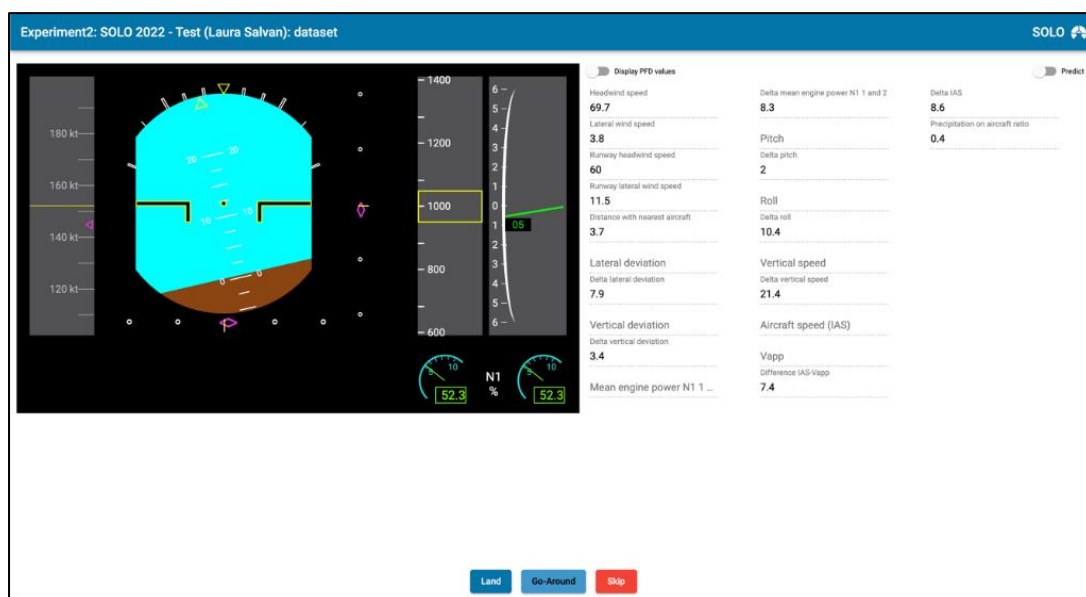 Experiment2: SOLO 2022 - Test (Laura Salvan): dataset
SOLO
Display PFD values
Predict
180 kt
160 kt
140 kt
120 kt
20 20
10 10
0 0
1400
1200
1000
800
600
6
5
4
3
2
1
0
1
2
3
4
5
6
05
5 10
52.3
N1
%
5 10
52.3
Headwind speed
69.7
Lateral wind speed
3.8
Runway headwind speed
60
Runway lateral wind speed
11.5
Distance with nearest aircraft
3.7
Lateral deviation
Delta lateral deviation
7.9
Vertical deviation
Delta vertical deviation
3.4
Mean engine power N1 1 ...
Delta mean engine power N1 1 and 2
8.3
Pitch
Delta pitch
2
Roll
Delta roll
10.4
Vertical speed
Delta vertical speed
21.4
Aircraft speed (IAS)
Vapp
Difference IAS-Vapp
7.4
Delta IAS
8.6
Precipitation on aircraft ratio
0.4
Land
Go-Around
Skip